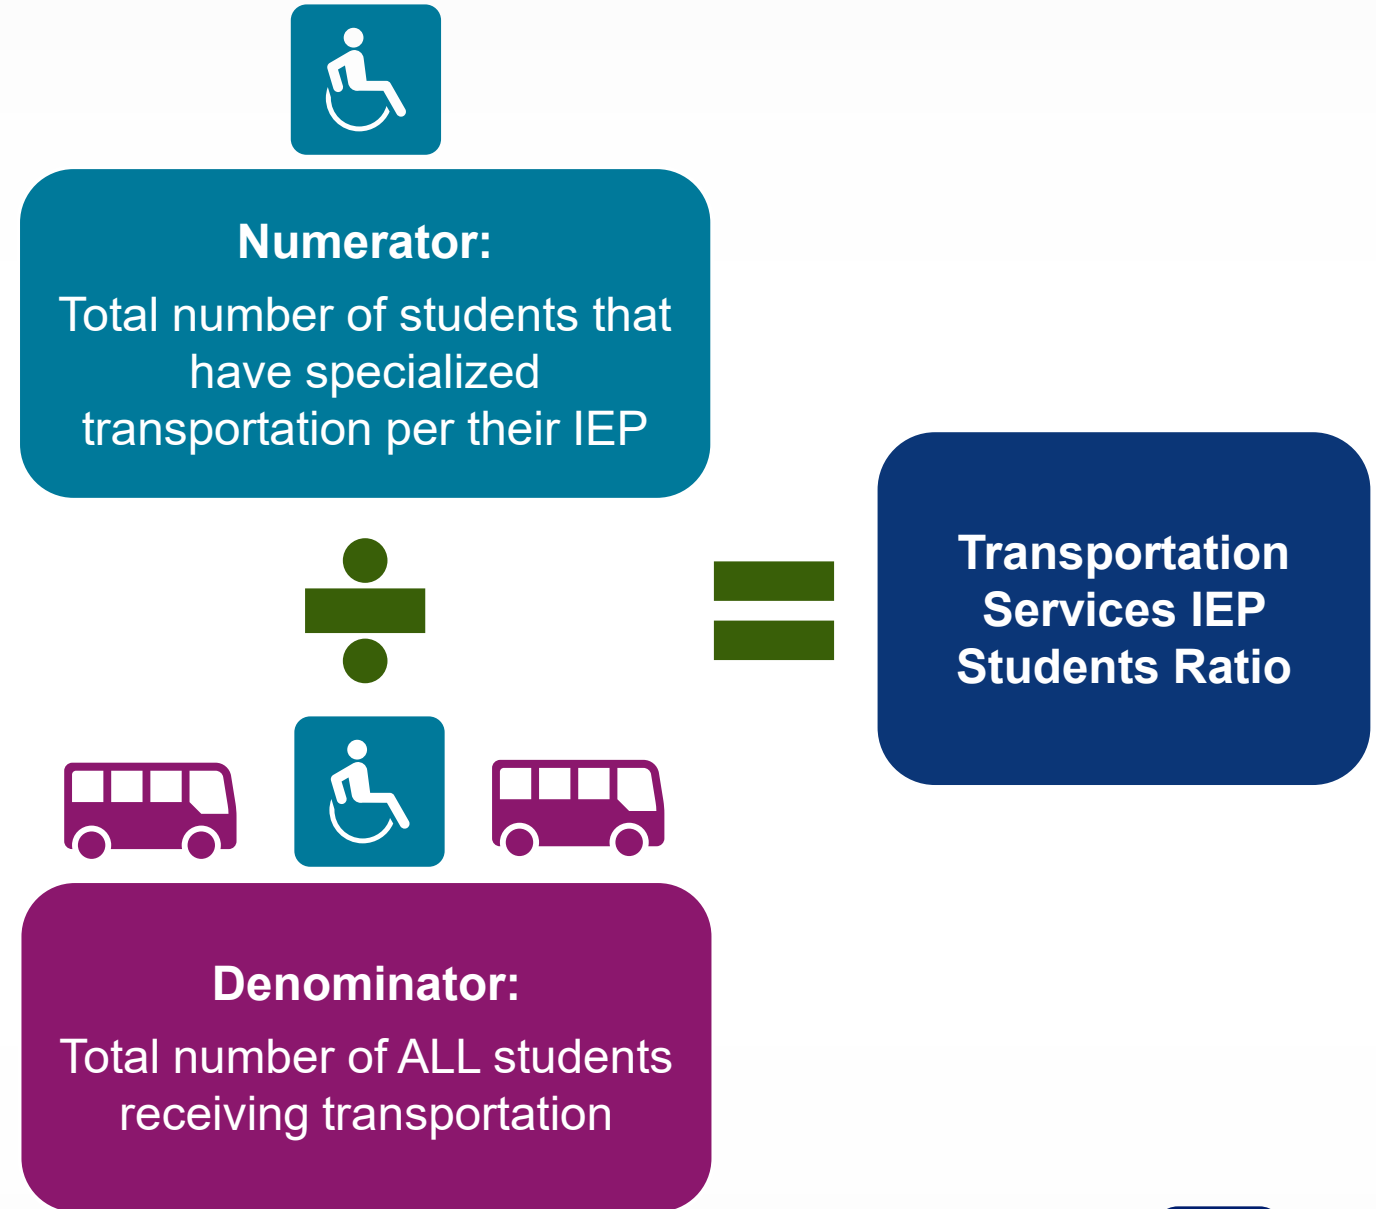 Numerator:
Total number of students that
have specialized
transportation per their IEP
Transportation
Services IEP
Students Ratio
Denominator:
Total number of ALL students
receiving transportation